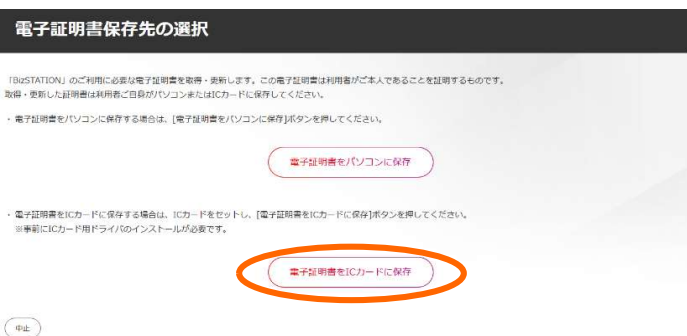 電子証明書保存先の選択
「BizSTATION」のご利用に必要な電子証明書を取得・更新します。この電子証明書は利用者がご本人であることを証明するものです。
取得・更新した証明書は利用者ご自身がパソコンまたはICカードに保存してください。
・電子証明書をパソコンに保存する場合は、[電子証明書をパソコンに保存]ボタンを押してください。
電子証明書をパソコンに保存
・電子証明書をICカードに保存する場合は、ICカードをセットし、[電子証明書をICカードに保存]ボタンを押してください。
※事前にICカード用ドライバのインストールが必要です。
電子証明書をICカードに保存
中止